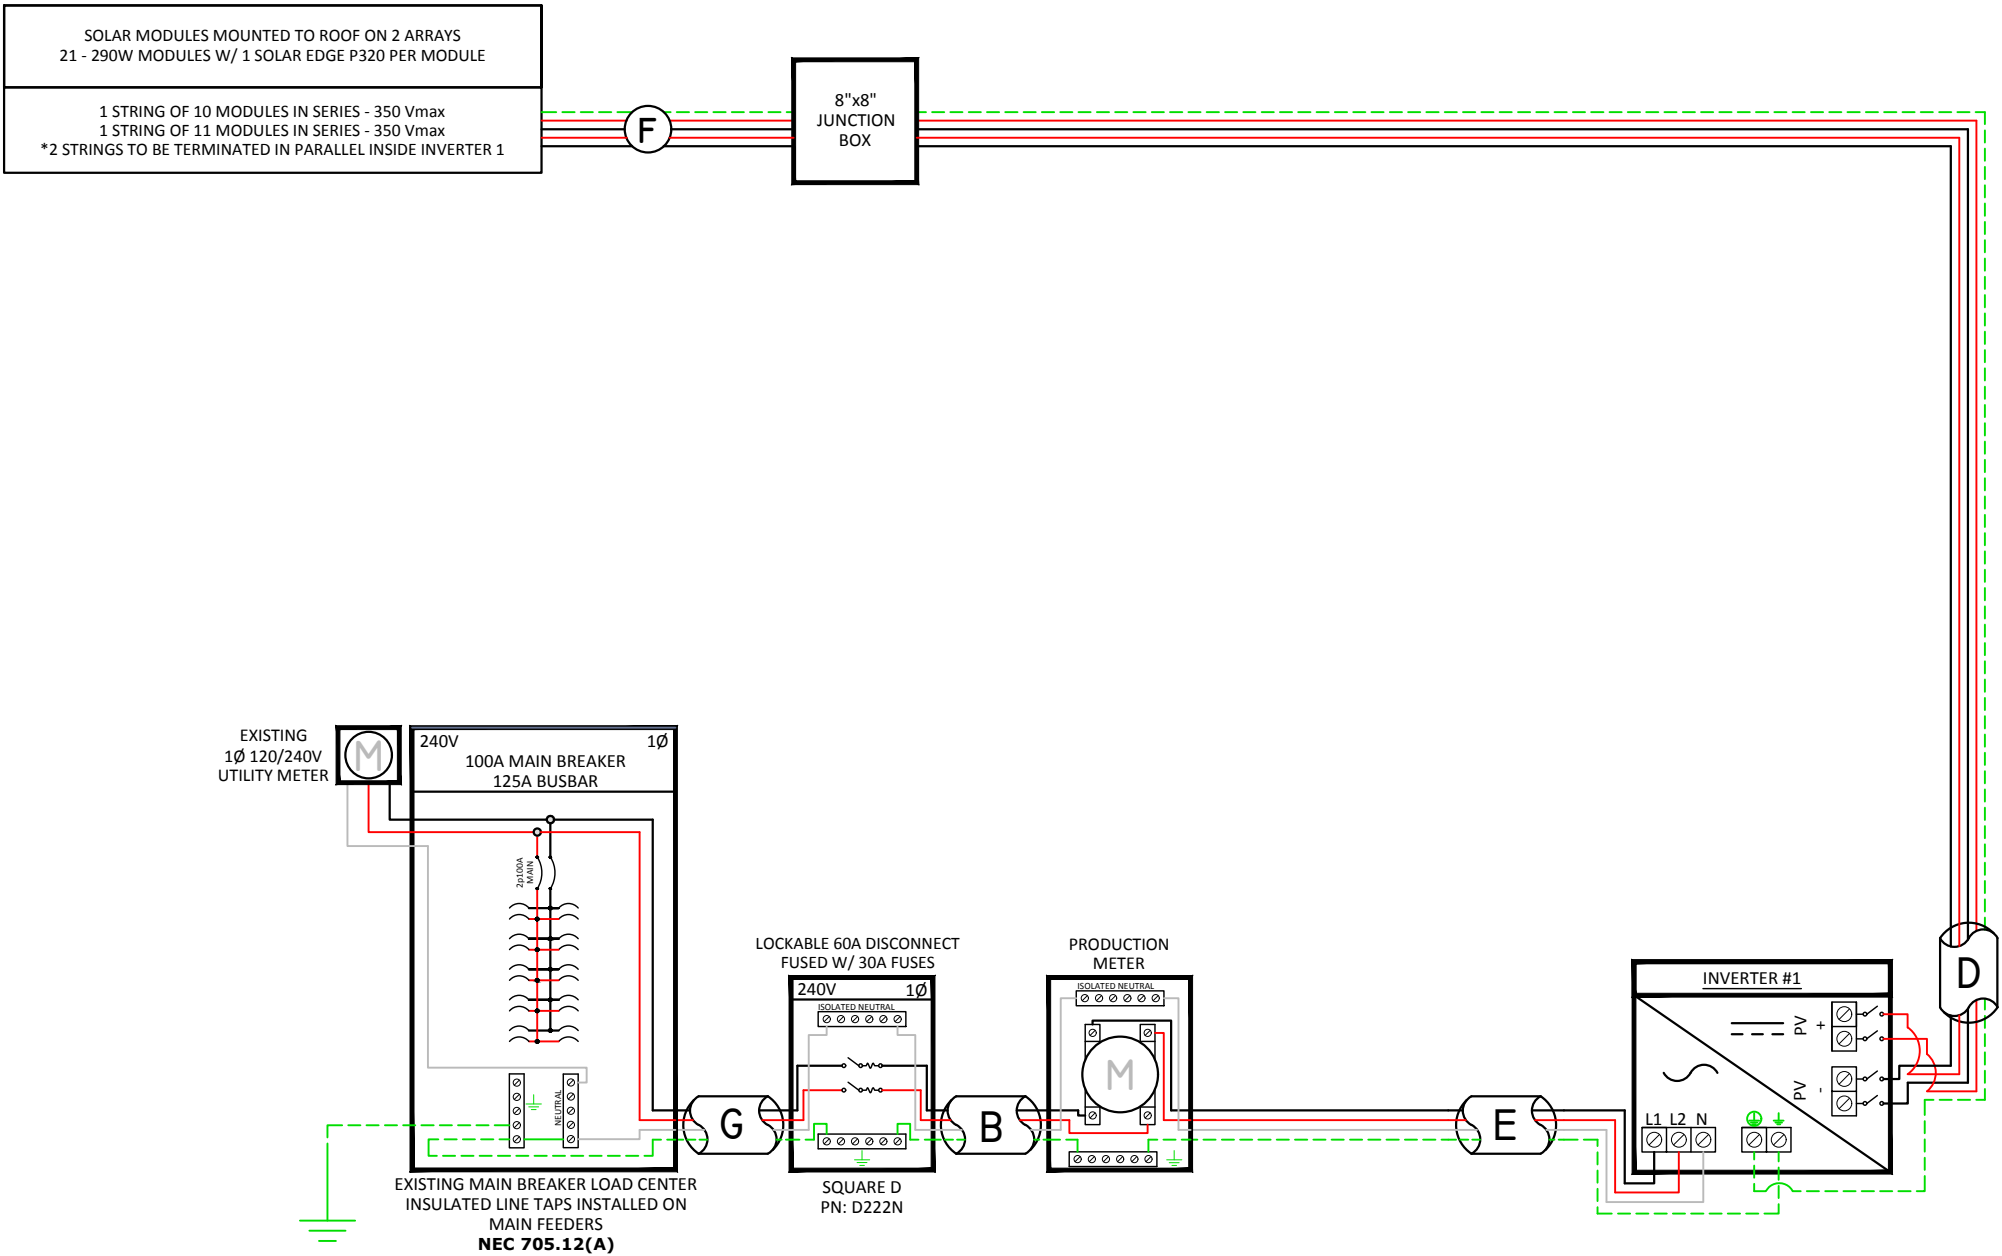 SOLAR MODULES MOUNTED TO ROOF ON 2 ARRAYS
21 - 290W MODULES W/ 1 SOLAR EDGE P320 PER MODULE
1 STRING OF 10 MODULES IN SERIES - 350 Vmax
1 STRING OF 11 MODULES IN SERIES - 350 Vmax
*2 STRINGS TO BE TERMINATED IN PARALLEL INSIDE INVERTER 1
F
8"x8"
JUNCTION
BOX
EXISTING
1Ø 120/240V
UTILITY METER
M
240V 1Ø
100A MAIN BREAKER
125A BUSBAR
2p100A
MAIN
NEUTRAL
EXISTING MAIN BREAKER LOAD CENTER
INSULATED LINE TAPS INSTALLED ON
MAIN FEEDERS
NEC 705.12(A)
G
LOCKABLE 60A DISCONNECT
FUSED W/ 30A FUSES
240V 1Ø
ISOLATED NEUTRAL
SQUARE D
PN: D222N
B
PRODUCTION
METER
ISOLATED NEUTRAL
M
E
INVERTER #1
PV +
PV -
L1 L2 N
D